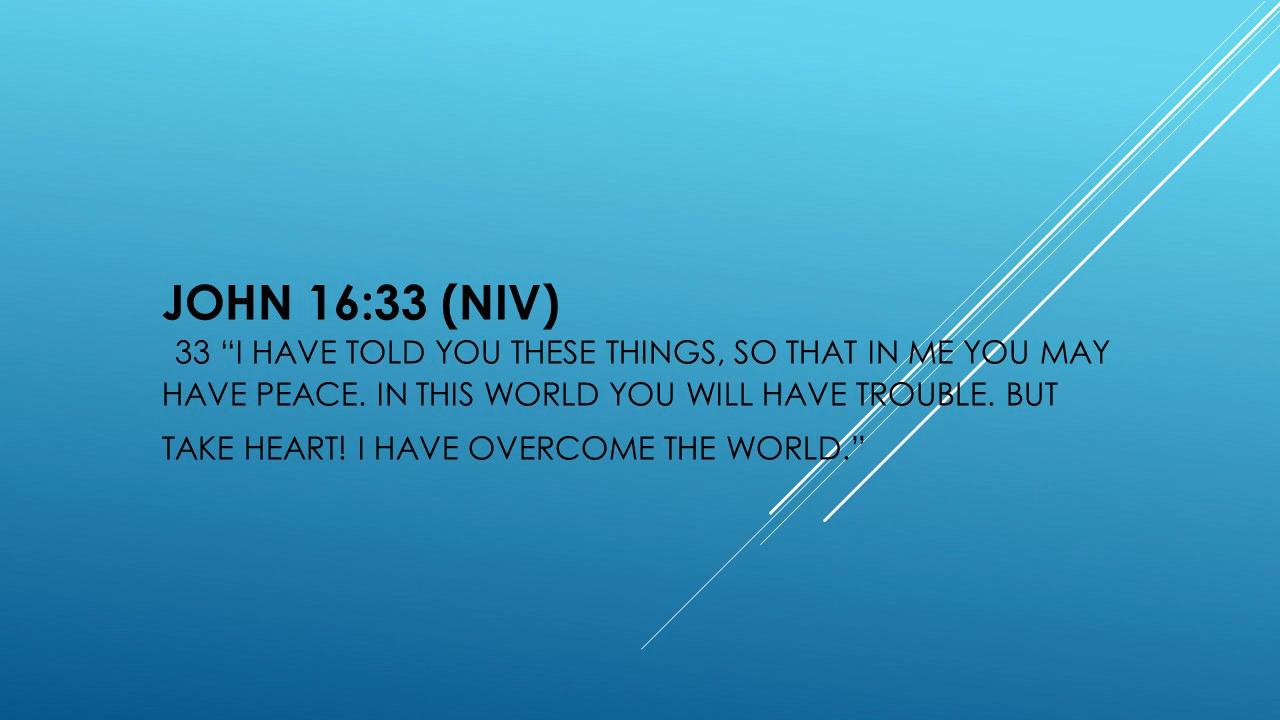 JOHN 16:33 (NIV)
33 “I HAVE TOLD YOU THESE THINGS, SO THAT IN ME YOU MAY
HAVE PEACE. IN THIS WORLD YOU WILL HAVE TROUBLE. BUT
TAKE HEART! I HAVE OVERCOME THE WORLD.”